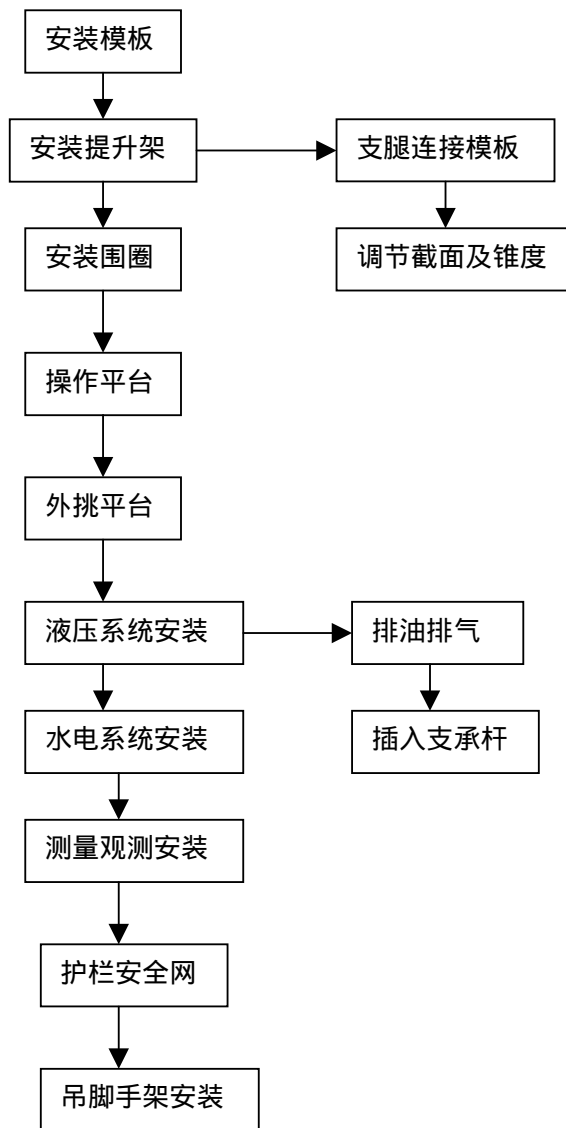 安装模板
安装提升架
支腿连接模板
安装围圈
调节截面及锥度
操作平台
外挑平台
液压系统安装
排油排气
水电系统安装
插入支承杆
测量观测安装
护栏安全网
吊脚手架安装